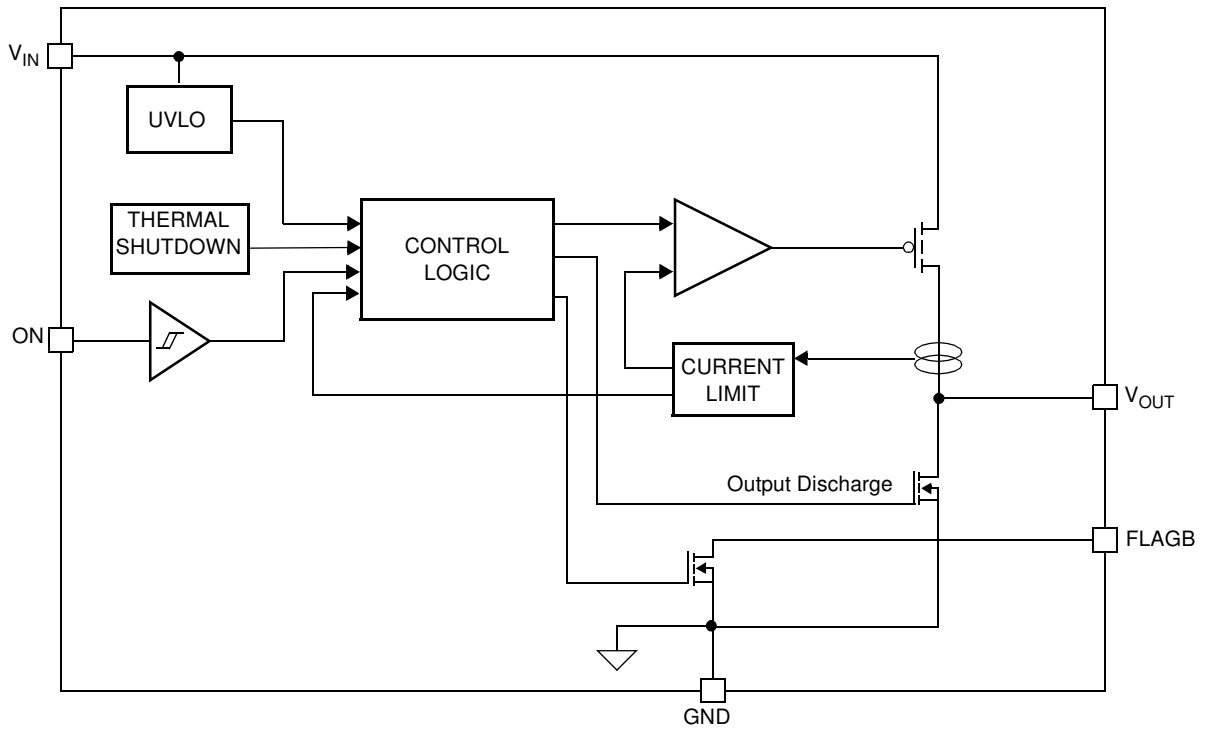 VIN
UVLO
THERMAL
SHUTDOWN
CONTROL
LOGIC
ON
CURRENT
LIMIT
VOUT
Output Discharge
FLAGB
GND